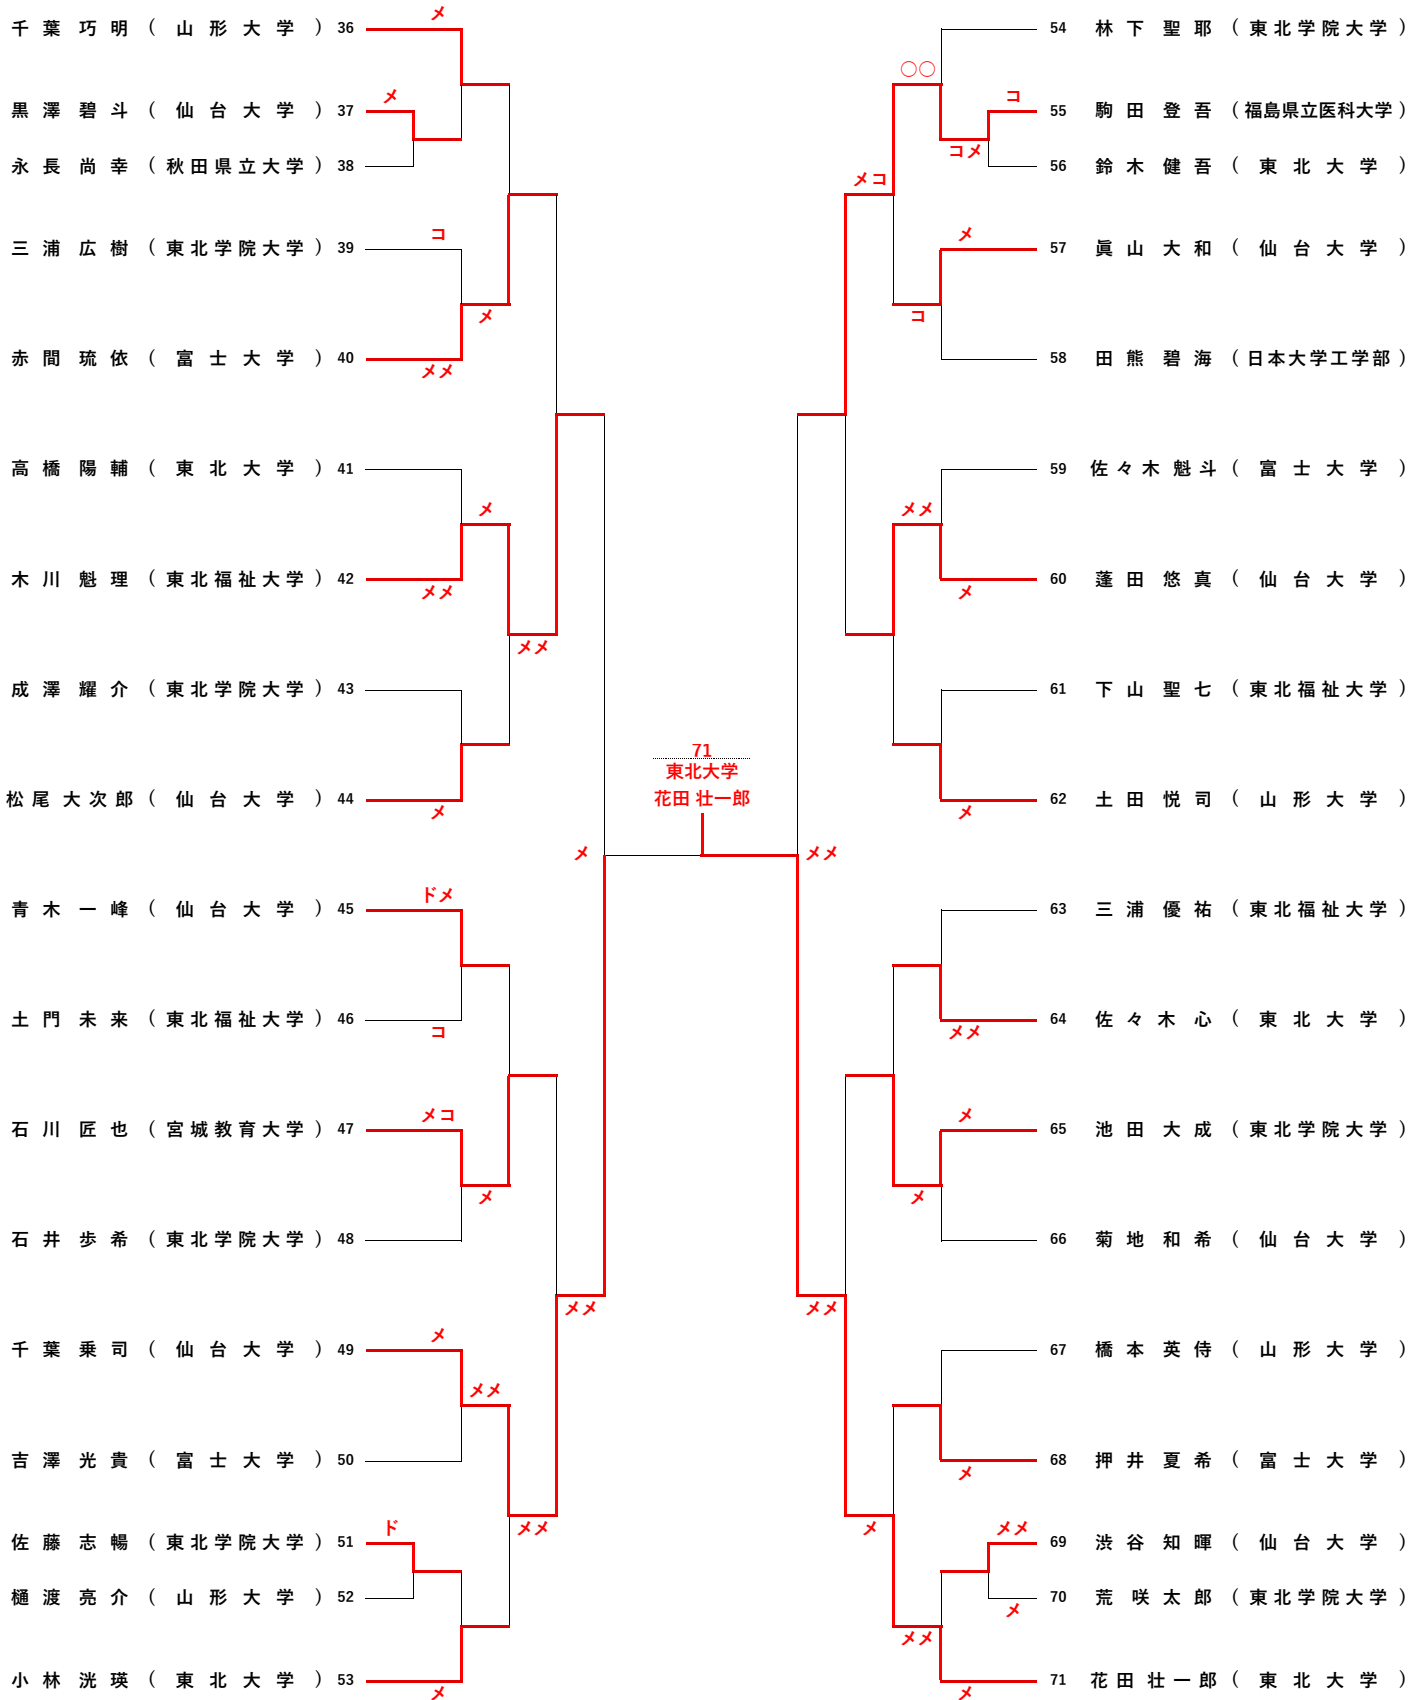 メ
千葉 巧明 ( 山形大学 ) 36
メ
黒澤 碧斗 ( 仙台大学 ) 37
永長 尚幸 ( 秋田県立大学 ) 38
コ
三浦 広樹 ( 東北学院大学 ) 39
メ
赤間 琉依 ( 富士大学 ) 40
メメ
高橋 陽輔 ( 東北大学 ) 41
メ
木川 魁理 ( 東北福祉大学 ) 42
メメ
メメ
成澤 耀介 ( 東北学院大学 ) 43
松尾 大次郎 ( 仙台大学 ) 44
メ
メ
ドメ
青木 一峰 ( 仙台大学 ) 45
土門 未来 ( 東北福祉大学 ) 46
コ
メコ
石川 匠也 ( 宮城教育大学 ) 47
メ
石井 歩希 ( 東北学院大学 ) 48
メメ
メ
千葉 乗司 ( 仙台大学 ) 49
メメ
吉澤 光貴 ( 富士大学 ) 50
メメ
ド
佐藤 志暢 ( 東北学院大学 ) 51
樋渡 亮介 ( 山形大学 ) 52
小林 洸瑛 ( 東北大学 ) 53
メ
71
東北大学
花田 壮一郎
54 林下 聖耶 ( 東北学院大学 )
〇〇
コ
55 駒田 登吾 ( 福島県立医科大学 )
コメ
56 鈴木 健吾 ( 東北大学 )
メコ
メ
57 眞山 大和 ( 仙台大学 )
コ
58 田熊 碧海 ( 日本大学工学部 )
59 佐々木 魁斗 ( 富士大学 )
メメ
60 蓬田 悠真 ( 仙台大学 )
メ
61 下山 聖七 ( 東北福祉大学 )
62 土田 悦司 ( 山形大学 )
メ
メメ
63 三浦 優祐 ( 東北福祉大学 )
64 佐々木 心 ( 東北大学 )
メメ
メ
65 池田 大成 ( 東北学院大学 )
メ
66 菊地 和希 ( 仙台大学 )
メメ
67 橋本 英侍 ( 山形大学 )
68 押井 夏希 ( 富士大学 )
メ
メ
メメ
69 渋谷 知暉 ( 仙台大学 )
70 荒 咲太郎 ( 東北学院大学 )
メ
メメ
71 花田 壮一郎 ( 東北大学 )
メ